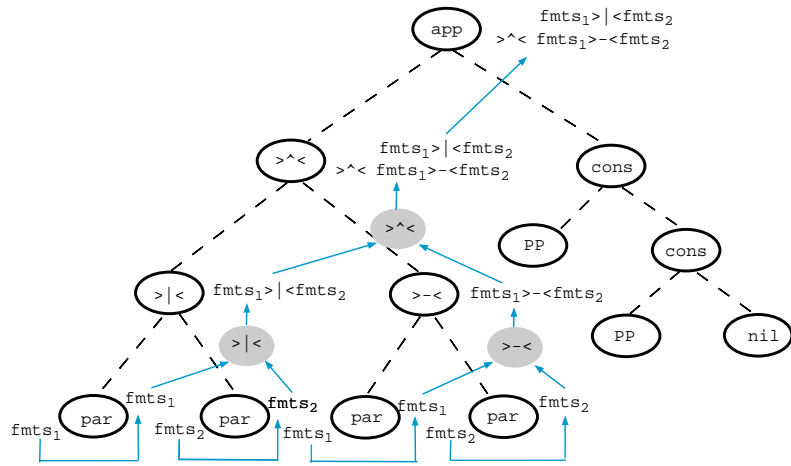 app
fmts₁>|<fmts₂
>^< fmts₁>-<fmts₂
>^<
fmts₁>|<fmts₂
>^< fmts₁>-<fmts₂
cons
>^<
PP
cons
>|<
fmts₁>|<fmts₂
>-<
fmts₁>-<fmts₂
>|<
>-<
PP
nil
par
fmts₁
par
fmts₂
par
fmts₁
par
fmts₂
fmts₁
fmts₂
fmts₁
fmts₂